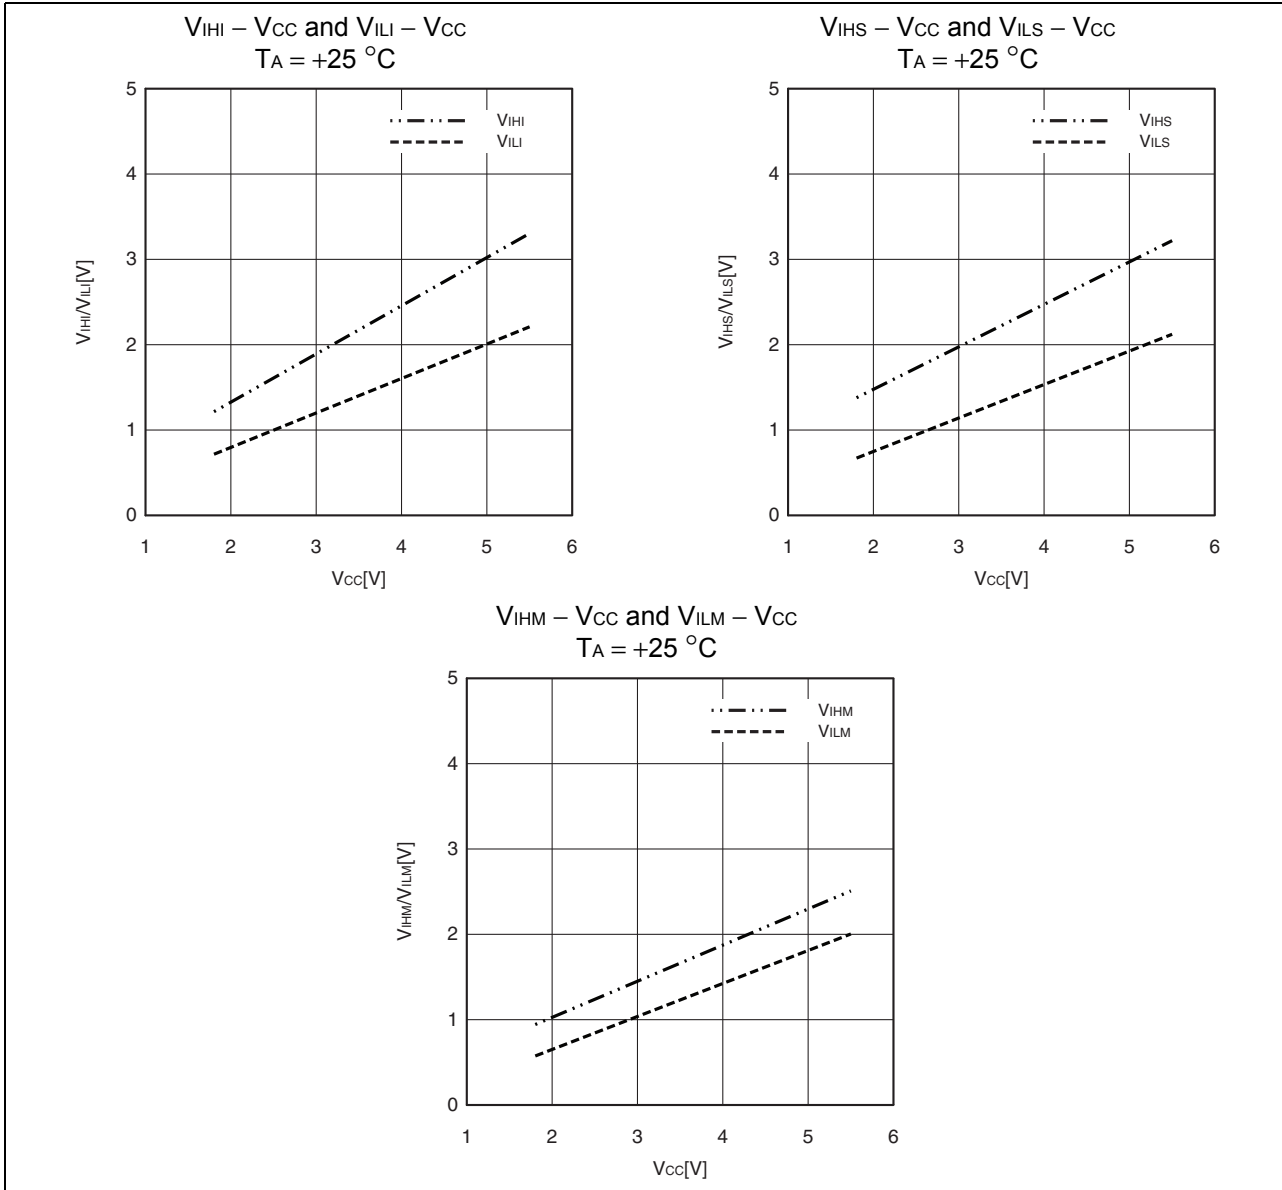 VIHI – VCC and VILI – VCC
TA = +25 °C
5
4
3
2
1
0
VIHI/VILI[V]
VIHI
VILI
1 2 3 4 5 6
VCC[V]
VIHS – VCC and VILS – VCC
TA = +25 °C
5
4
3
2
1
0
VIHS/VILS[V]
VIHS
VILS
1 2 3 4 5 6
VCC[V]
VIHM – VCC and VILM – VCC
TA = +25 °C
5
4
3
2
1
0
VIHM/VILM[V]
VIHM
VILM
1 2 3 4 5 6
VCC[V]